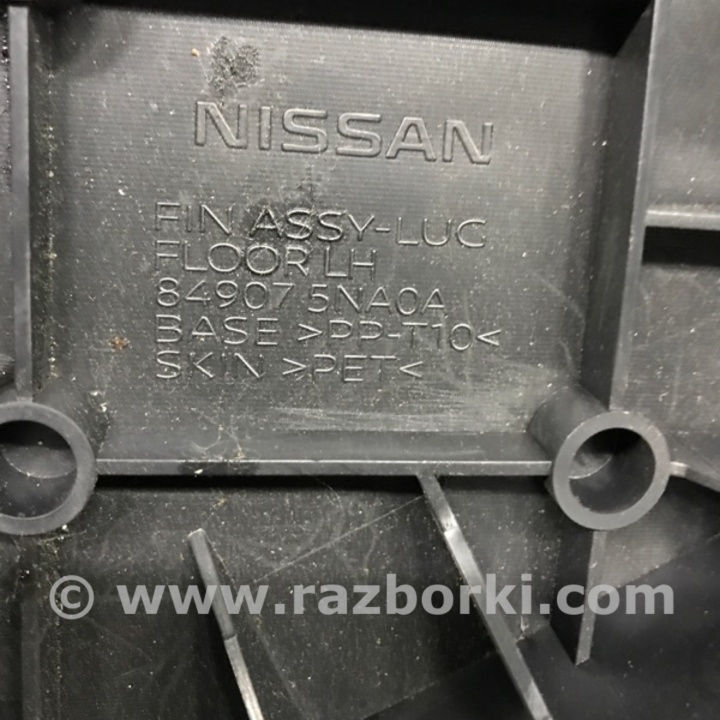 NISSAN
FIN ASSY-LUG
FLOOR LH
84907 5NA0A
BASE >PP-T10<
SKIN >PET<
© www.razborki.com